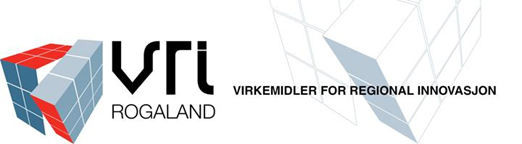 vri
ROGALAND
VIRKEMIDLER FOR REGIONAL INNOVASJON